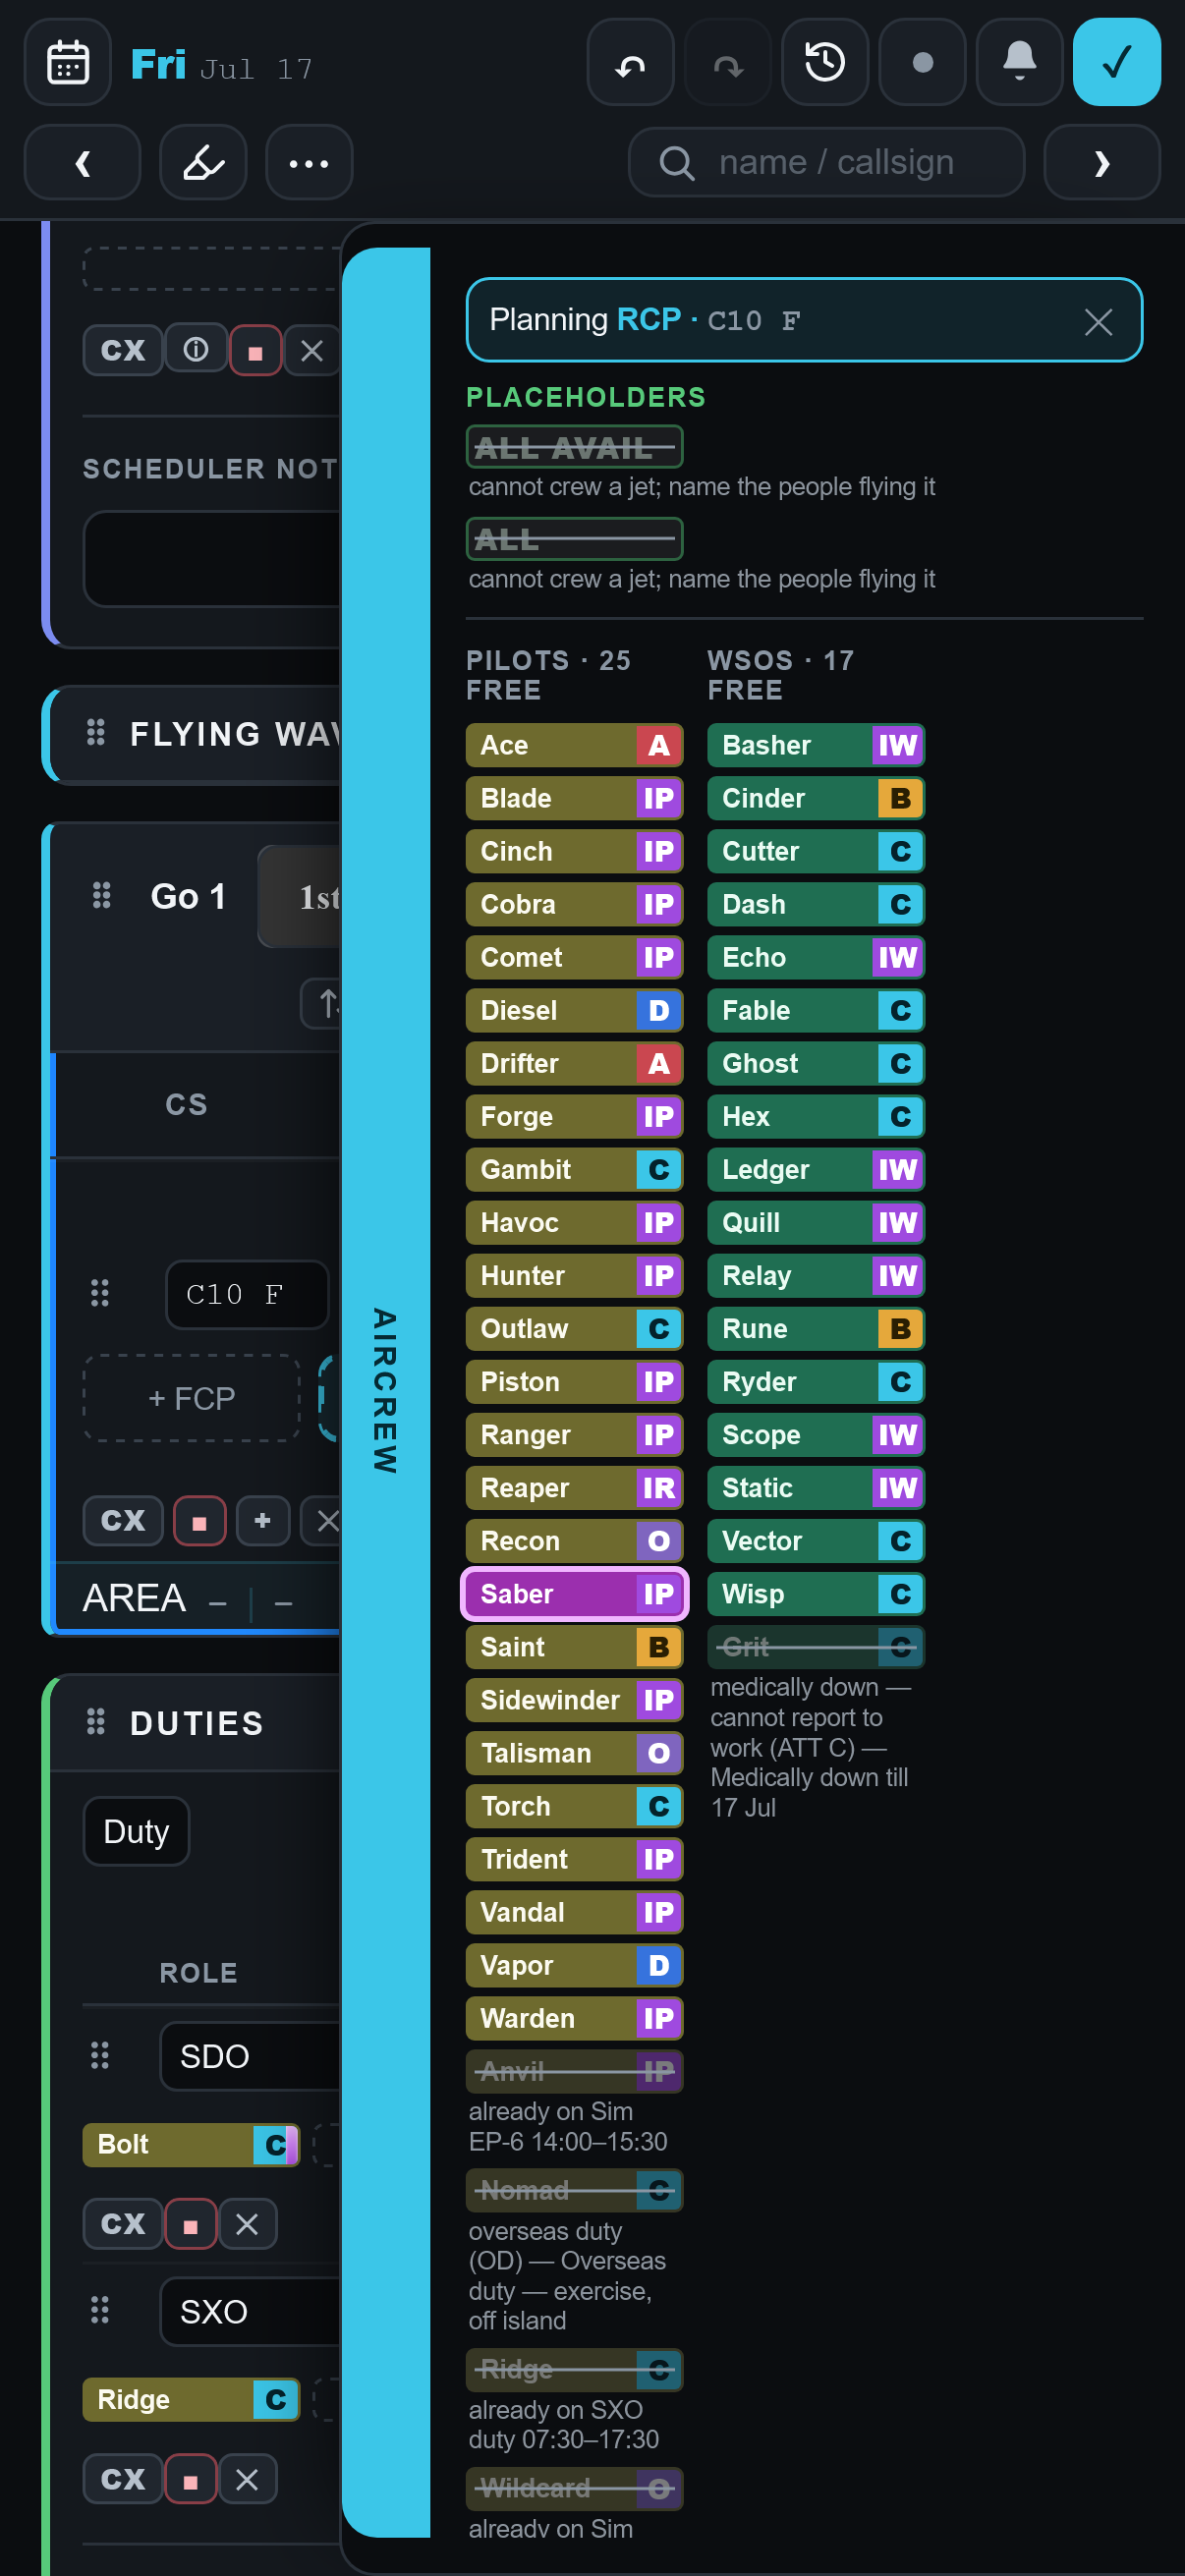 Fri Jul 17
name / callsign
CX
SCHEDULER NOT
FLYING WAV
Go 1 1st
CS
C10 F
+ FCP
CX +
AREA – | –
DUTIES
Duty
ROLE
SDO
Bolt C
CX
SXO
Ridge C
CX
AIRCREW
Planning RCP · C10 F
PLACEHOLDERS
ALL AVAIL
cannot crew a jet; name the people flying it
ALL
cannot crew a jet; name the people flying it
PILOTS · 25
FREE
Ace A
Blade IP
Cinch IP
Cobra IP
Comet IP
Diesel D
Drifter A
Forge IP
Gambit C
Havoc IP
Hunter IP
Outlaw C
Piston IP
Ranger IP
Reaper IR
Recon O
Saber IP
Saint B
Sidewinder IP
Talisman O
Torch C
Trident IP
Vandal IP
Vapor D
Warden IP
Anvil IP
already on Sim
EP-6 14:00–15:30
Nomad C
overseas duty
(OD) — Overseas
duty — exercise,
off island
Ridge C
already on SXO
duty 07:30–17:30
Wildcard O
already on Sim
WSOS · 17
FREE
Basher IW
Cinder B
Cutter C
Dash C
Echo IW
Fable C
Ghost C
Hex C
Ledger IW
Quill IW
Relay IW
Rune B
Ryder C
Scope IW
Static IW
Vector C
Wisp C
Grit C
medically down —
cannot report to
work (ATT C) —
Medically down till
17 Jul